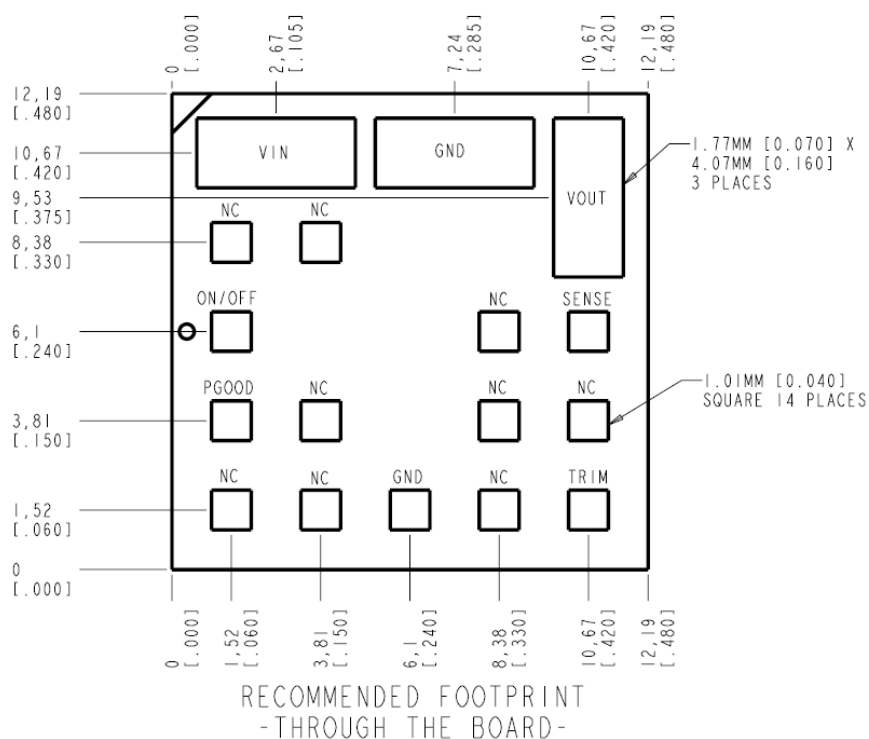 0
[.000]
2,67
[.105]
7,24
[.285]
10,67
[.420]
12,19
[.480]
12,19
[.480]
VIN
GND
1.77MM [0.070] X
4.07MM [0.160]
3 PLACES
10,67
[.420]
9,53
[.375]
VOUT
NC
NC
8,38
[.330]
ON/OFF
NC
SENSE
6,1
[.240]
PGOOD
NC
NC
NC
1.01MM [0.040]
SQUARE 14 PLACES
3,81
[.150]
NC
NC
GND
NC
TRIM
1,52
[.060]
0
[.000]
0
[.000]
1,52
[.060]
3,81
[.150]
6,1
[.240]
8,38
[.330]
10,67
[.420]
12,19
[.480]
RECOMMENDED FOOTPRINT
-THROUGH THE BOARD-